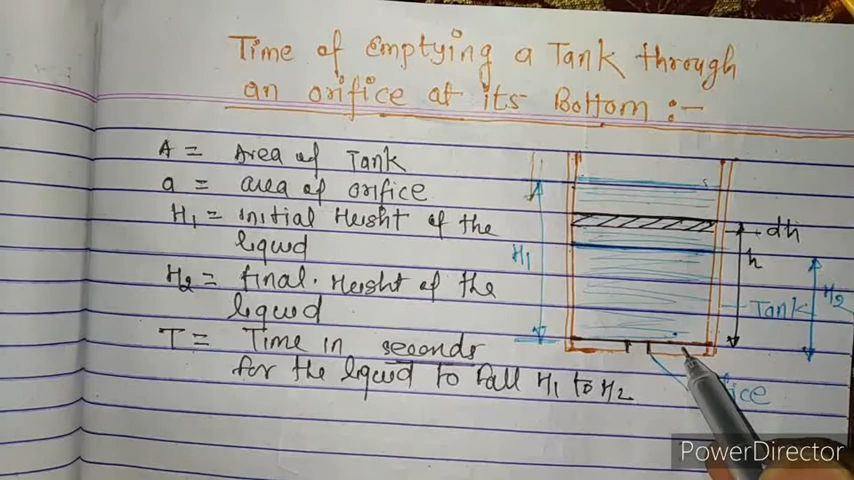 Time of emptying a Tank through
an orifice at its Bottom :-
A = Area of Tank
a = area of orifice
H1 = initial Height of the
liquid
H2 = final. Height of the
liquid
T = Time in seconds
for the liquid to fall H1 to H2
H1
dh
h
H2
Tank
fice
PowerDirector